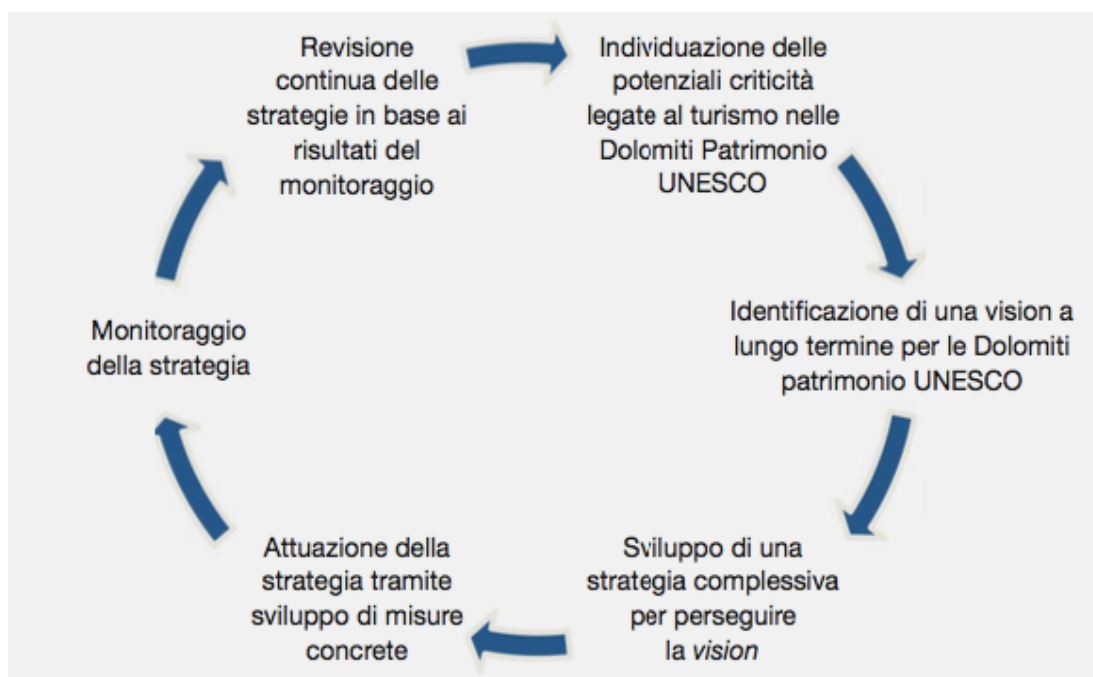 Revisione
continua delle
strategie in base ai
risultati del
monitoraggio
Individuazione delle
potenziali criticità
legate al turismo nelle
Dolomiti Patrimonio
UNESCO
Identificazione di una vision a
lungo termine per le Dolomiti
patrimonio UNESCO
Sviluppo di una
strategia complessiva
per perseguire
la vision
Attuazione della
strategia tramite
sviluppo di misure
concrete
Monitoraggio
della strategia